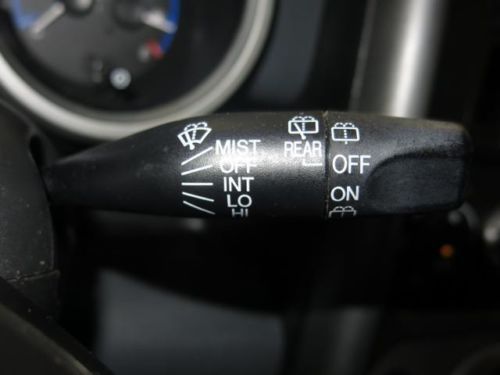 MIST
OFF
INT
LO
HI
REAR
OFF
ON